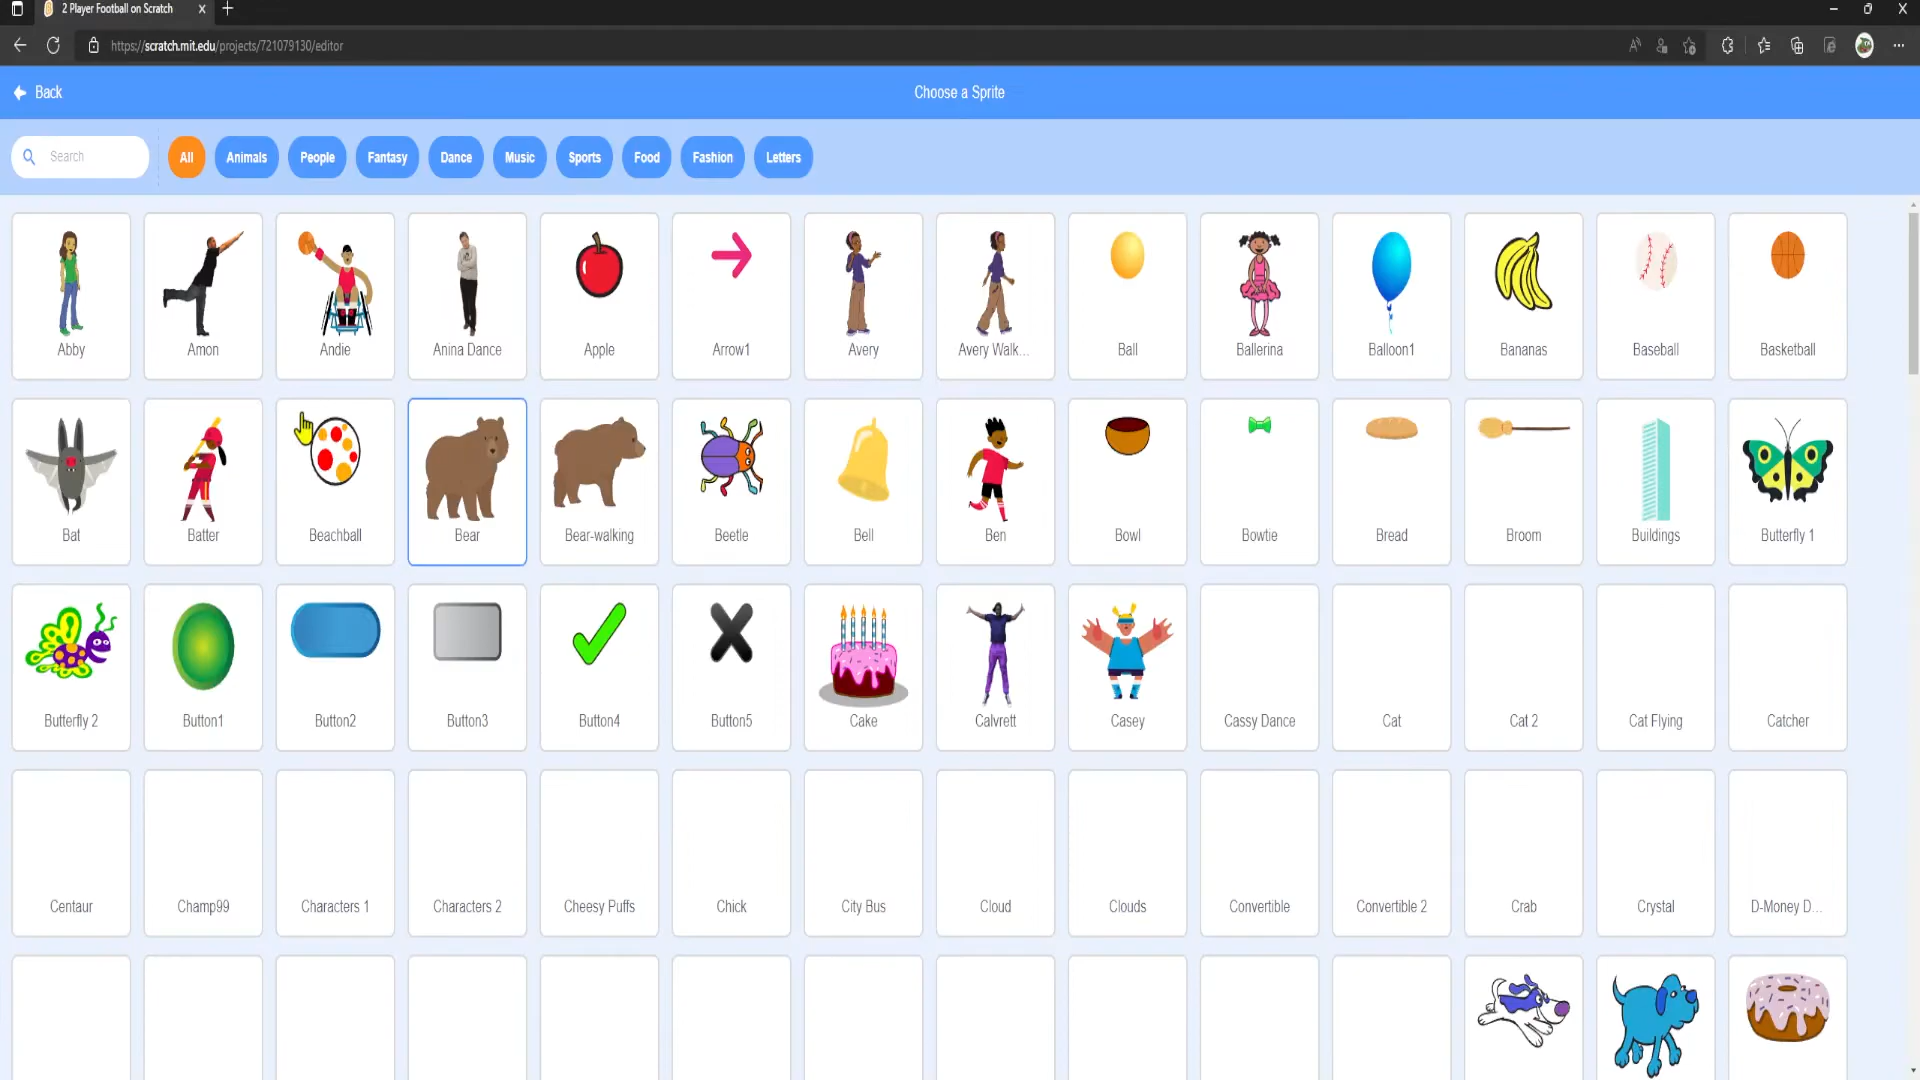 2 Player Football on Scratch
https://scratch.mit.edu/projects/721079130/editor
Back
Choose a Sprite
Search
All
Animals
People
Fantasy
Dance
Music
Sports
Food
Fashion
Letters
Abby
Amon
Andie
Anina Dance
Apple
Arrow1
Avery
Avery Walk...
Ball
Ballerina
Balloon1
Bananas
Baseball
Basketball
Bat
Batter
Beachball
Bear
Bear-walking
Beetle
Bell
Ben
Bowl
Bowtie
Bread
Broom
Buildings
Butterfly 1
Butterfly 2
Button1
Button2
Button3
Button4
Button5
Cake
Calvrett
Casey
Cassy Dance
Cat
Cat 2
Cat Flying
Catcher
Centaur
Champ99
Characters 1
Characters 2
Cheesy Puffs
Chick
City Bus
Cloud
Clouds
Convertible
Convertible 2
Crab
Crystal
D-Money D...